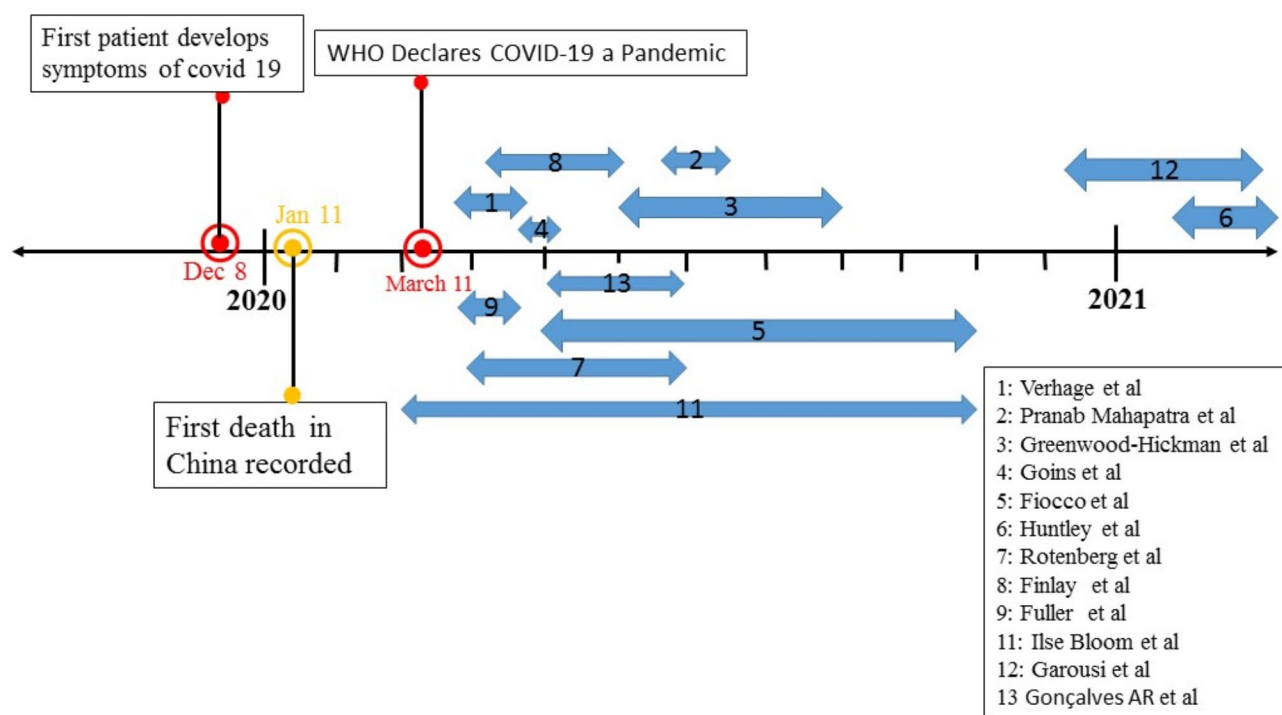 First patient develops
symptoms of covid 19
WHO Declares COVID-19 a Pandemic
8
2
12
1
3
6
4
Jan 11
Dec 8
March 11
2020
2021
13
9
5
7
11
First death in
China recorded
1: Verhage et al
2: Pranab Mahapatra et al
3: Greenwood-Hickman et al
4: Goins et al
5: Fiocco et al
6: Huntley et al
7: Rotenberg et al
8: Finlay et al
9: Fuller et al
11: Ilse Bloom et al
12: Garousi et al
13 Gonçalves AR et al